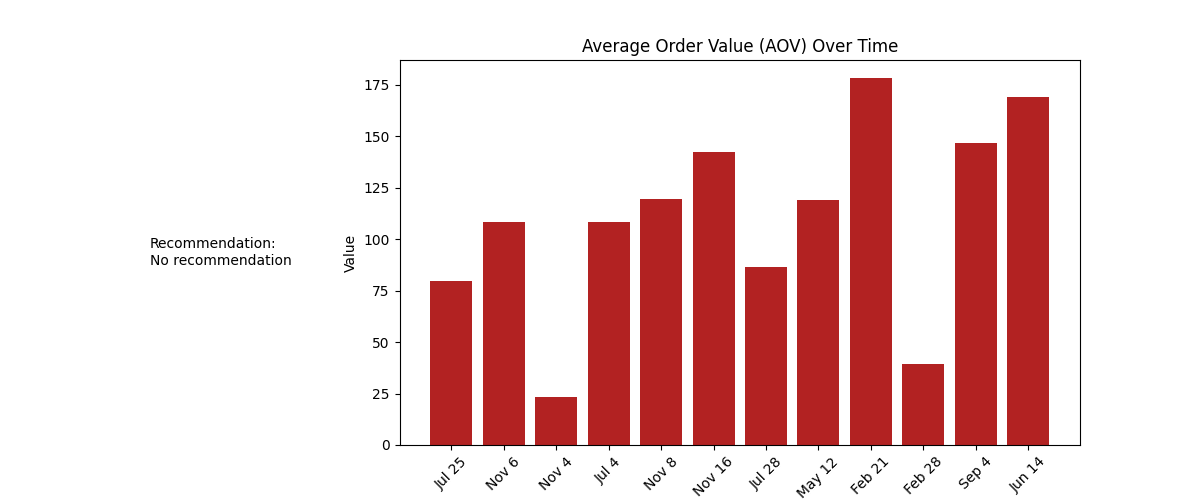 Average Order Value (AOV) Over Time
Recommendation:
No recommendation
Value
175
150
125
100
75
50
25
0
Jul 25
Nov 6
Nov 4
Jul 4
Nov 8
Nov 16
Jul 28
May 12
Feb 21
Feb 28
Sep 4
Jun 14